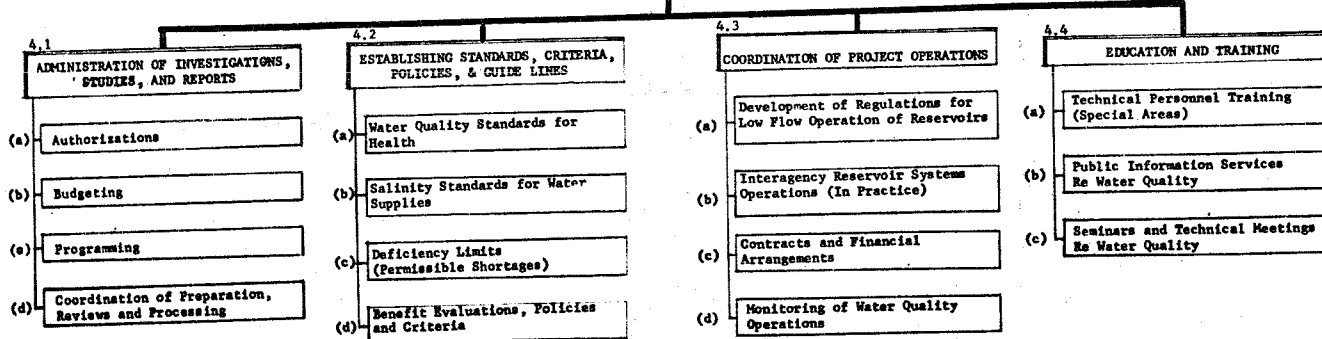 4.1
ADMINISTRATION OF INVESTIGATIONS,
STUDIES, AND REPORTS
(a) Authorizations
(b) Budgeting
(c) Programming
(d) Coordination of Preparation,
Reviews and Processing
4.2
ESTABLISHING STANDARDS, CRITERIA,
POLICIES, & GUIDE LINES
(a) Water Quality Standards for
Health
(b) Salinity Standards for Water
Supplies
(c) Deficiency Limits
(Permissible Shortages)
(d) Benefit Evaluations, Policies
and Criteria
4.3
COORDINATION OF PROJECT OPERATIONS
(a) Development of Regulations for
Low Flow Operation of Reservoirs
(b) Interagency Reservoir Systems
Operations (In Practice)
(c) Contracts and Financial
Arrangements
(d) Monitoring of Water Quality
Operations
4.4
EDUCATION AND TRAINING
(a) Technical Personnel Training
(Special Areas)
(b) Public Information Services
Re Water Quality
(c) Seminars and Technical Meetings
Re Water Quality